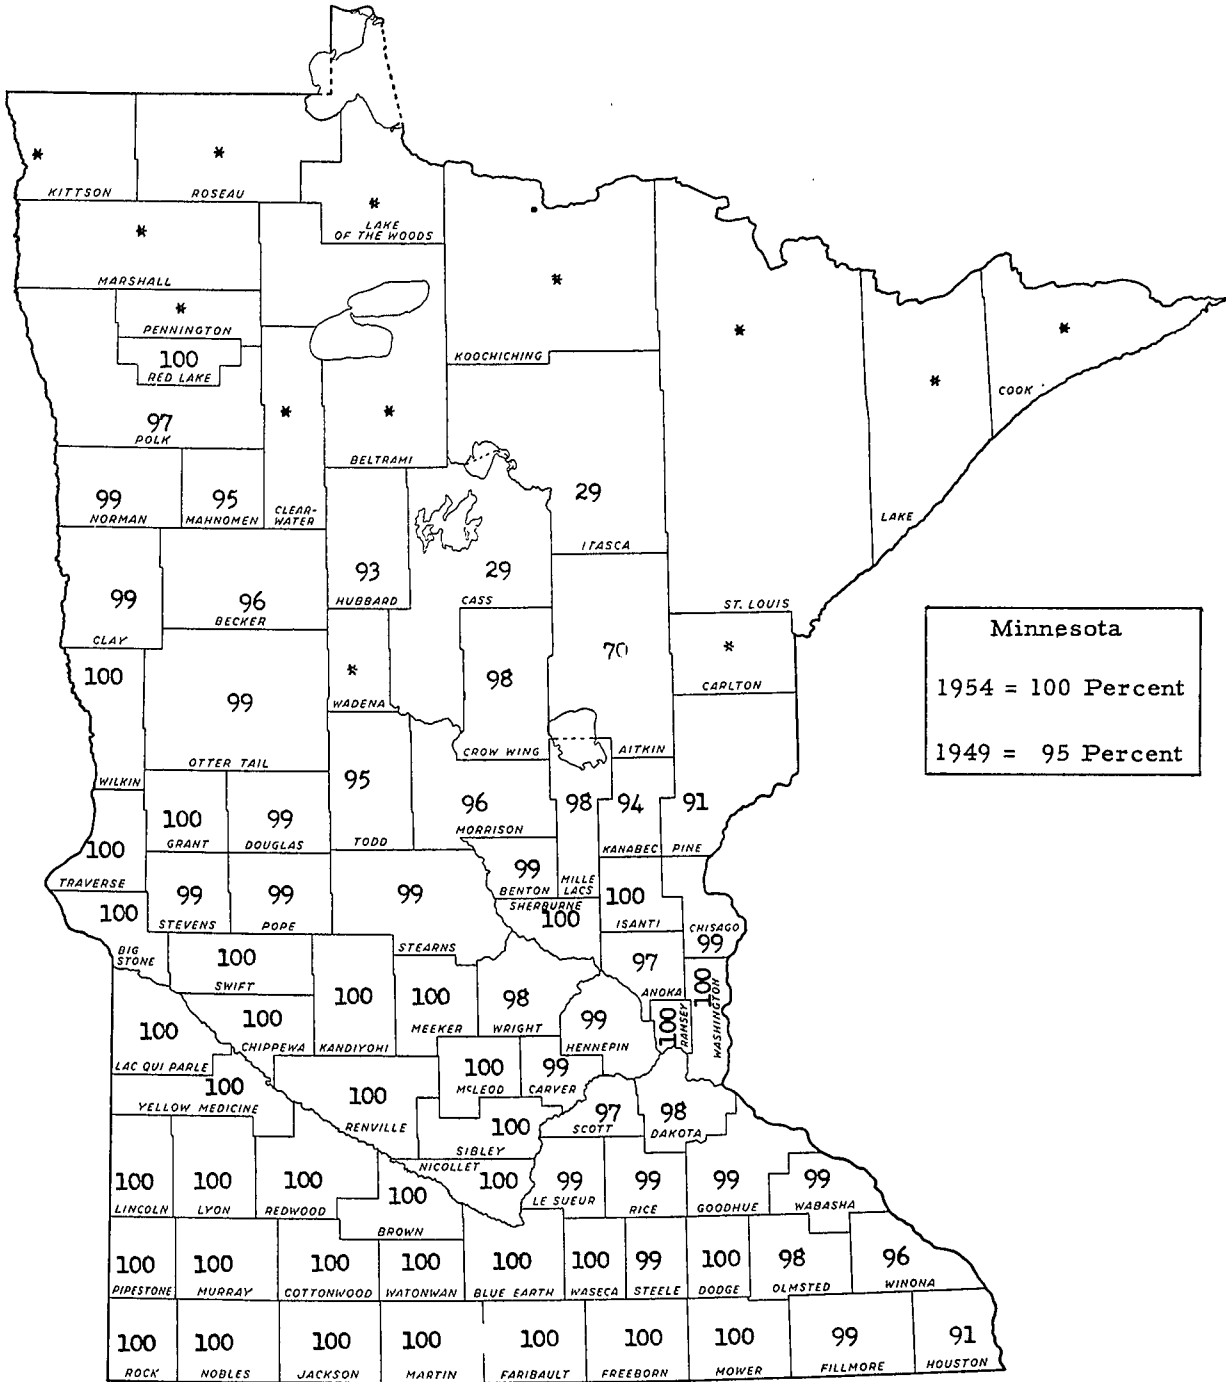 *
*
KITTSON
ROSEAU
*
LAKE
OF THE WOODS
*
MARSHALL
*
*
PENNINGTON
*
*
KOOCHICHING
100
RED LAKE
*
COOK
*
*
97
POLK
BELTRAMI
99
NORMAN
95
MAHNOMEN
CLEAR-
WATER
29
ITASCA
LAKE
93
HUBBARD
29
CASS
99
CLAY
96
BECKER
ST. LOUIS
Minnesota
1954 = 100 Percent
1949 = 95 Percent
100
WILKIN
99
OTTER TAIL
*
WADENA
98
CROW WING
70
AITKIN
*
CARLTON
95
TODD
96
MORRISON
98
MILLE
LACS
94
KANABEC
91
PINE
100
GRANT
99
DOUGLAS
100
TRAVERSE
99
STEVENS
99
POPE
99
STEARNS
99
BENTON
SHERBURNE
100
100
ISANTI
CHISAGO
99
100
BIG
STONE
100
SWIFT
100
KANDIYOHI
100
MEEKER
98
WRIGHT
97
ANOKA
100
WASHINGTON
100
RAMSEY
99
HENNEPIN
100
LAC QUI PARLE
100
CHIPPEWA
100
YELLOW MEDICINE
100
RENVILLE
100
McLEOD
99
CARVER
97
SCOTT
98
DAKOTA
100
SIBLEY
NICOLLET
100
100
LINCOLN
100
LYON
100
REDWOOD
100
BROWN
99
LE SUEUR
99
RICE
99
GOODHUE
99
WABASHA
100
PIPESTONE
100
MURRAY
100
COTTONWOOD
100
WATONWAN
100
BLUE EARTH
100
WASECA
99
STEELE
100
DODGE
98
OLMSTED
96
WINONA
100
ROCK
100
NOBLES
100
JACKSON
100
MARTIN
100
FARIBAULT
100
FREEBORN
100
MOWER
99
FILLMORE
91
HOUSTON